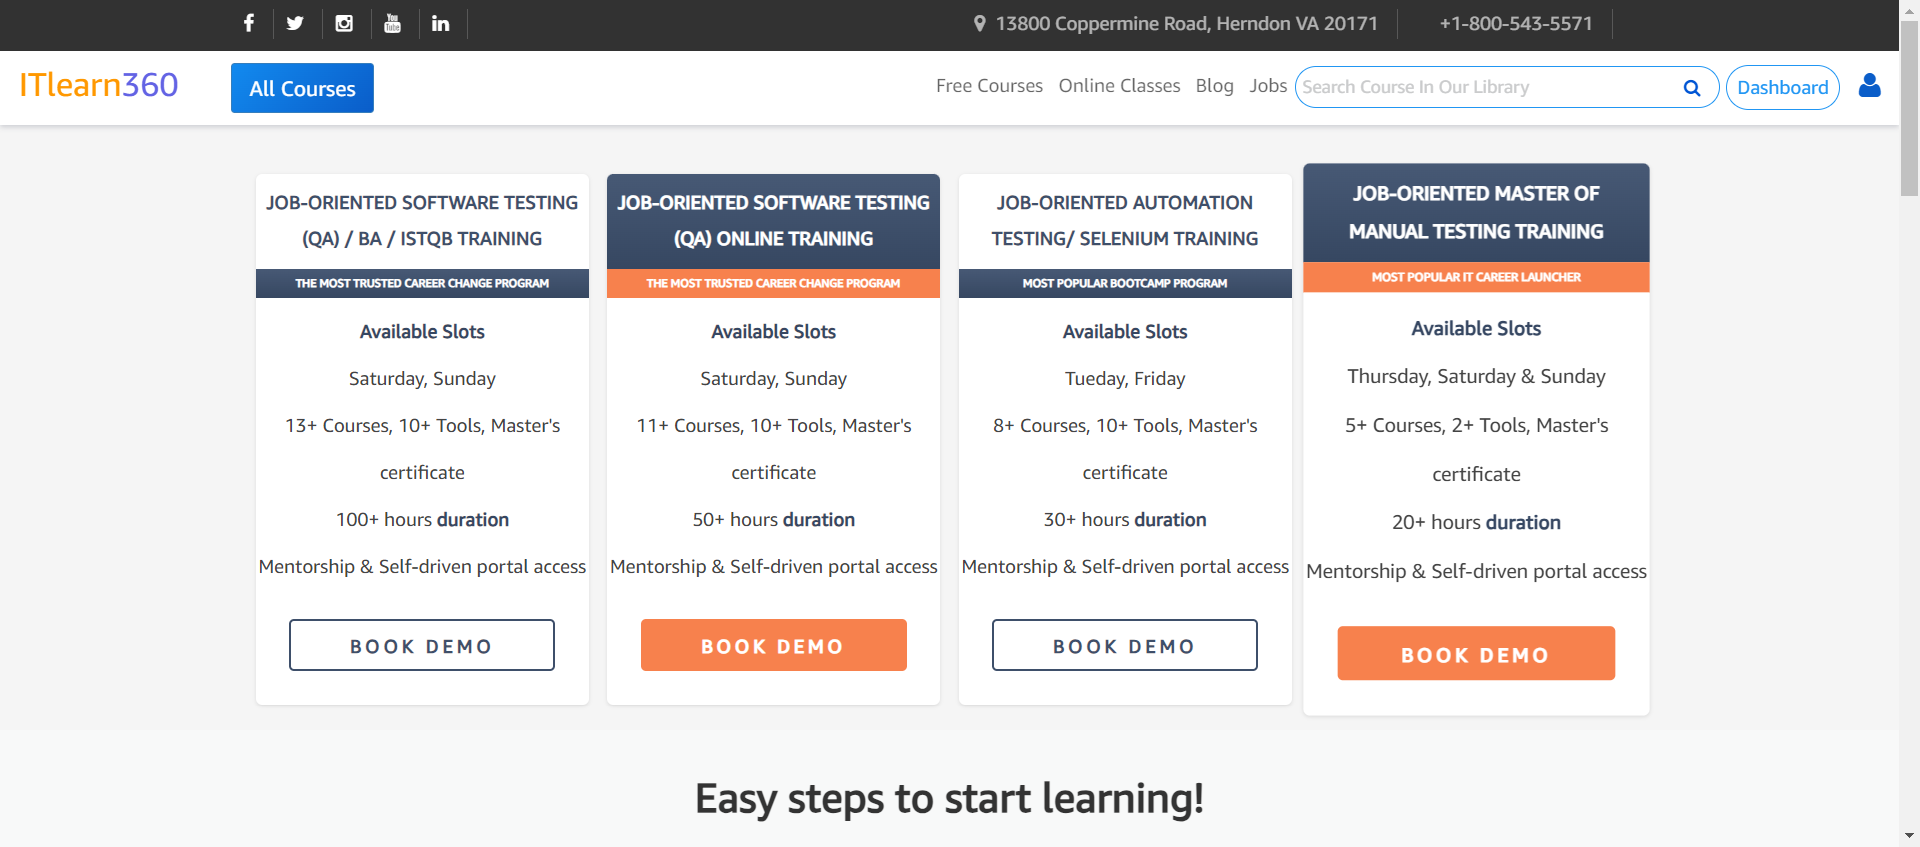 13800 Coppermine Road, Herndon VA 20171
+1-800-543-5571
ITlearn360
All Courses
Free Courses
Online Classes
Blog
Jobs
Search Course In Our Library
Dashboard
JOB-ORIENTED SOFTWARE TESTING
(QA) / BA / ISTQB TRAINING
THE MOST TRUSTED CAREER CHANGE PROGRAM
Available Slots
Saturday, Sunday
13+ Courses, 10+ Tools, Master's
certificate
100+ hours duration
Mentorship & Self-driven portal access
BOOK DEMO
JOB-ORIENTED SOFTWARE TESTING
(QA) ONLINE TRAINING
THE MOST TRUSTED CAREER CHANGE PROGRAM
Available Slots
Saturday, Sunday
11+ Courses, 10+ Tools, Master's
certificate
50+ hours duration
Mentorship & Self-driven portal access
BOOK DEMO
JOB-ORIENTED AUTOMATION
TESTING/ SELENIUM TRAINING
MOST POPULAR BOOTCAMP PROGRAM
Available Slots
Tueday, Friday
8+ Courses, 10+ Tools, Master's
certificate
30+ hours duration
Mentorship & Self-driven portal access
BOOK DEMO
JOB-ORIENTED MASTER OF
MANUAL TESTING TRAINING
MOST POPULAR IT CAREER LAUNCHER
Available Slots
Thursday, Saturday & Sunday
5+ Courses, 2+ Tools, Master's
certificate
20+ hours duration
Mentorship & Self-driven portal access
BOOK DEMO
Easy steps to start learning!